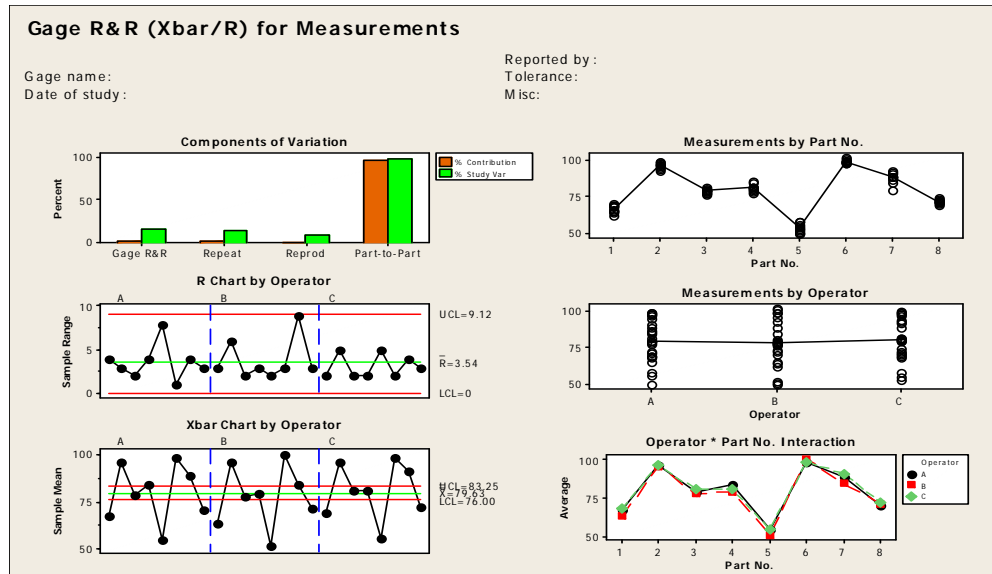 Gage R&R (Xbar/R) for Measurements
Gage name:
Date of study:
Reported by:
Tolerance:
Misc:
Components of Variation
Percent
100
50
0
Gage R&R Repeat Reprod Part-to-Part
% Contribution
% Study Var
Measurements by Part No.
100
75
50
1 2 3 4 5 6 7 8
Part No.
R Chart by Operator
A B C
Sample Range
10
5
0
UCL=9.12
R=3.54
LCL=0
Measurements by Operator
100
75
50
A B C
Operator
Xbar Chart by Operator
A B C
Sample Mean
100
75
50
UCL=83.25
X=79.63
LCL=76.00
Operator * Part No. Interaction
Average
100
75
50
1 2 3 4 5 6 7 8
Part No.
Operator
A
B
C